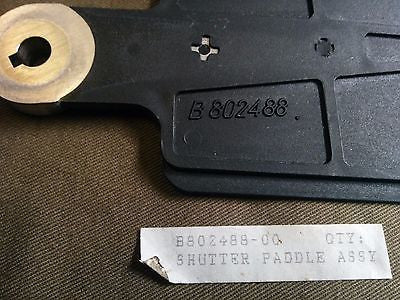 B 802488
B802488-00 QTY:
SHUTTER PADDLE ASSY